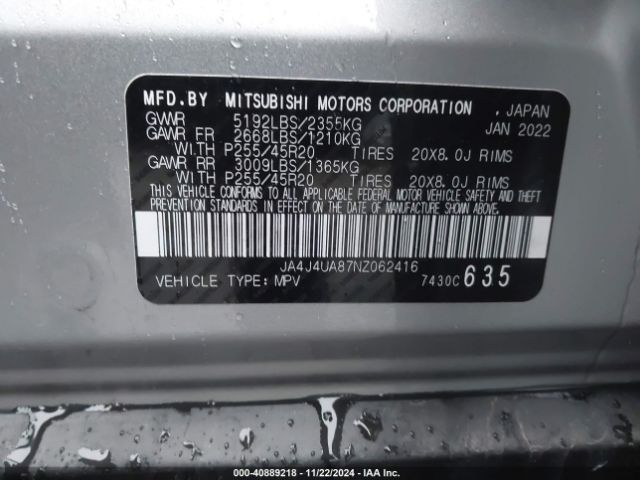 MFD.BY MITSUBISHI MOTORS CORPORATION . JAPAN
GVWR 5192LBS/2355KG JAN 2022
GAWR FR 2668LBS/1210KG
WITH P255/45R20 TIRES 20X8.0J RIMS
GAWR RR 3009LBS/1365KG
WITH P255/45R20 TIRES 20X8.0J RIMS
THIS VEHICLE CONFORMS TO ALL APPLICABLE FEDERAL MOTOR VEHICLE SAFETY AND THEFT
PREVENTION STANDARDS IN EFFECT ON THE DATE OF MANUFACTURE SHOWN ABOVE.
JA4J4UA87NZ062416
VEHICLE TYPE: MPV 7430C 635
000-40889218 - 11/22/2024 - IAA Inc.